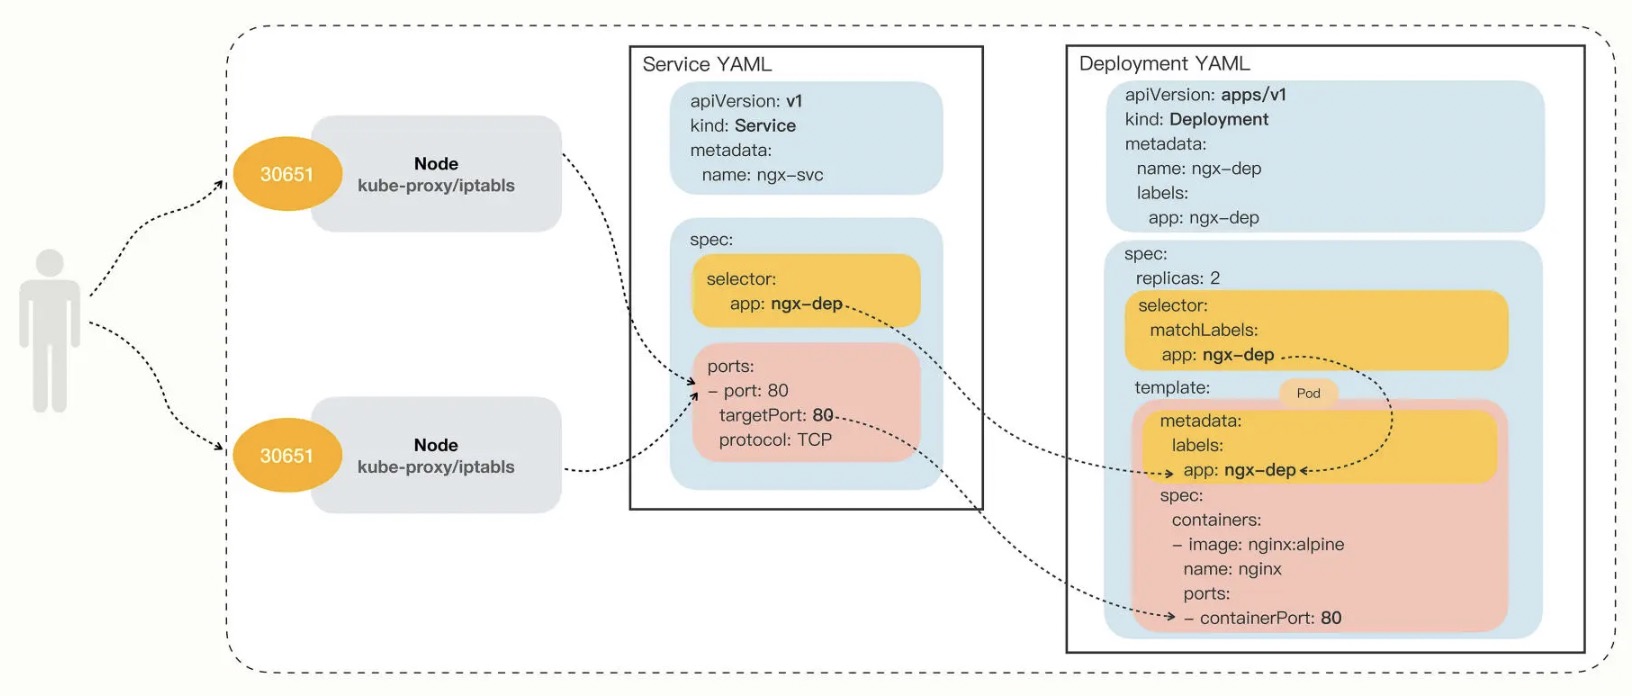 30651
Node
kube-proxy/iptabls
30651
Node
kube-proxy/iptabls
Service YAML
apiVersion: v1
kind: Service
metadata:
name: ngx-svc
spec:
selector:
app: ngx-dep
ports:
- port: 80
targetPort: 80
protocol: TCP
Deployment YAML
apiVersion: apps/v1
kind: Deployment
metadata:
name: ngx-dep
labels:
app: ngx-dep
spec:
replicas: 2
selector:
matchLabels:
app: ngx-dep
template:
Pod
metadata:
labels:
app: ngx-dep
spec:
containers:
- image: nginx:alpine
name: nginx
ports:
- containerPort: 80